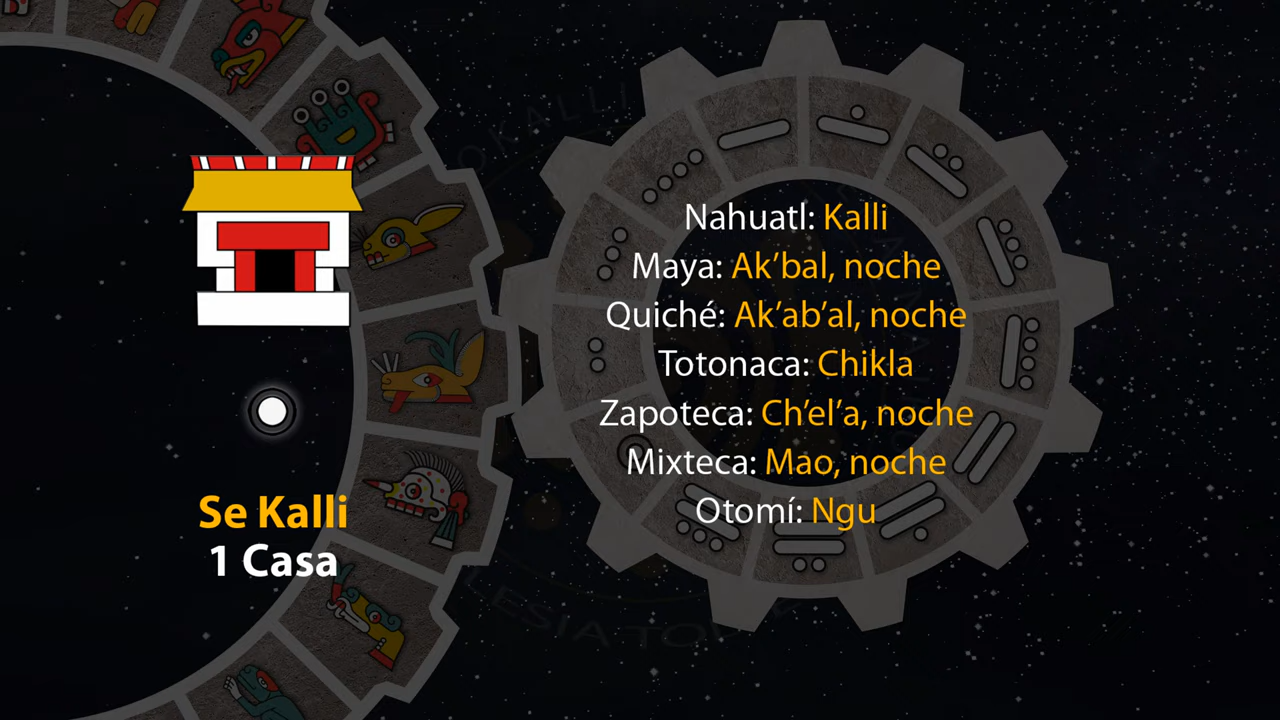 Se Kalli
1 Casa
Nahuatl: Kalli
Maya: Ak’bal, noche
Quiché: Ak’ab’al, noche
Totonaca: Chikla
Zapoteca: Ch’el’a, noche
Mixteca: Mao, noche
Otomí: Ngu